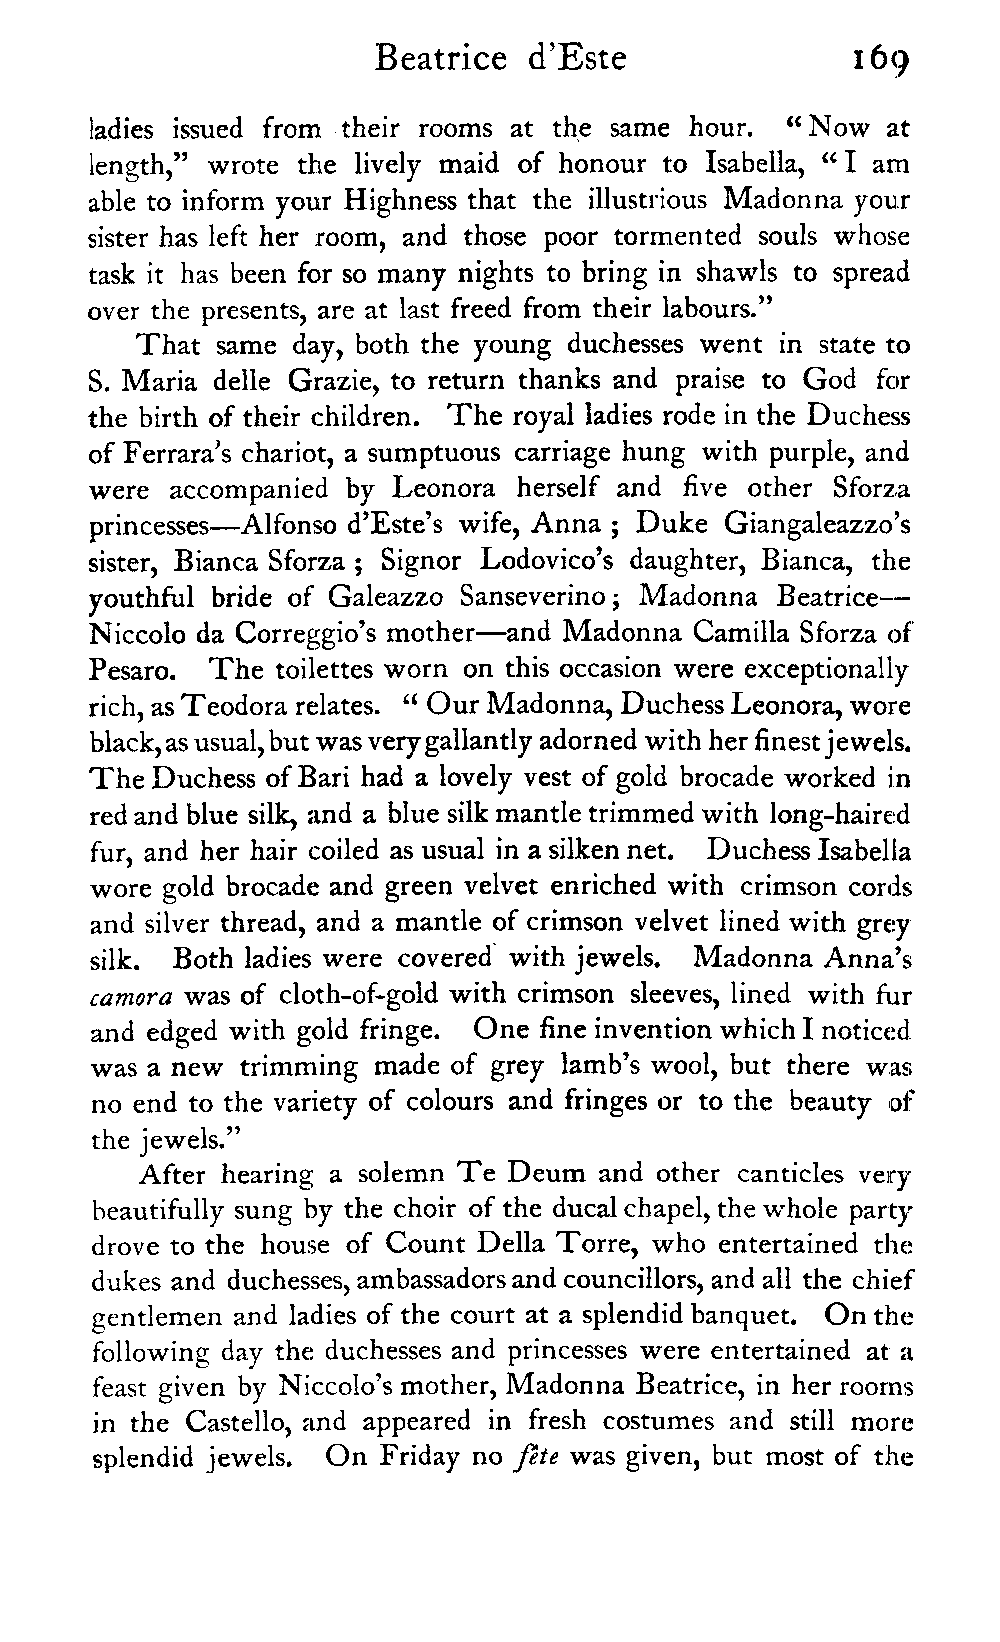 Beatrice d'Este 169
ladies issued from their rooms at the same hour. "Now at
length," wrote the lively maid of honour to Isabella, "I am
able to inform your Highness that the illustrious Madonna your
sister has left her room, and those poor tormented souls whose
task it has been for so many nights to bring in shawls to spread
over the presents, are at last freed from their labours."
That same day, both the young duchesses went in state to
S. Maria delle Grazie, to return thanks and praise to God for
the birth of their children. The royal ladies rode in the Duchess
of Ferrara's chariot, a sumptuous carriage hung with purple, and
were accompanied by Leonora herself and five other Sforza
princesses—Alfonso d'Este's wife, Anna ; Duke Giangaleazzo's
sister, Bianca Sforza ; Signor Lodovico's daughter, Bianca, the
youthful bride of Galeazzo Sanseverino ; Madonna Beatrice—
Niccolo da Correggio's mother—and Madonna Camilla Sforza of
Pesaro. The toilettes worn on this occasion were exceptionally
rich, as Teodora relates. " Our Madonna, Duchess Leonora, wore
black, as usual, but was very gallantly adorned with her finest jewels.
The Duchess of Bari had a lovely vest of gold brocade worked in
red and blue silk, and a blue silk mantle trimmed with long-haired
fur, and her hair coiled as usual in a silken net. Duchess Isabella
wore gold brocade and green velvet enriched with crimson cords
and silver thread, and a mantle of crimson velvet lined with grey
silk. Both ladies were covered with jewels. Madonna Anna's
camora was of cloth-of-gold with crimson sleeves, lined with fur
and edged with gold fringe. One fine invention which I noticed
was a new trimming made of grey lamb's wool, but there was
no end to the variety of colours and fringes or to the beauty of
the jewels."
After hearing a solemn Te Deum and other canticles very
beautifully sung by the choir of the ducal chapel, the whole party
drove to the house of Count Della Torre, who entertained the
dukes and duchesses, ambassadors and councillors, and all the chief
gentlemen and ladies of the court at a splendid banquet. On the
following day the duchesses and princesses were entertained at a
feast given by Niccolo's mother, Madonna Beatrice, in her rooms
in the Castello, and appeared in fresh costumes and still more
splendid jewels. On Friday no fête was given, but most of the